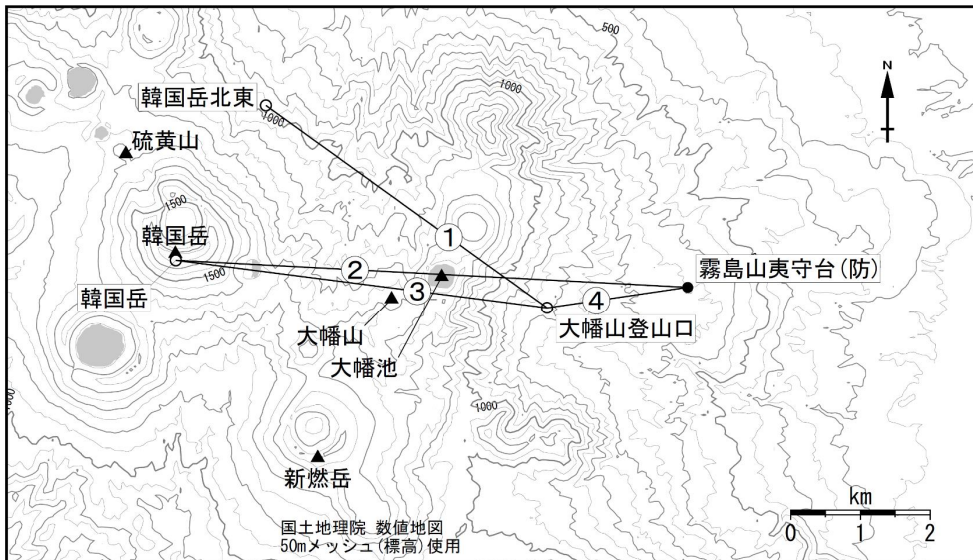 500
1000
N
韓国岳北東
1000
硫黄山
1500
韓国岳
①
②
霧島山夷守台(防)
1500
③
④
韓国岳
大幡山登山口
大幡山
大幡池
1000
新燃岳
km
0 1 2
国土地理院 数値地図
50mメッシュ(標高)使用